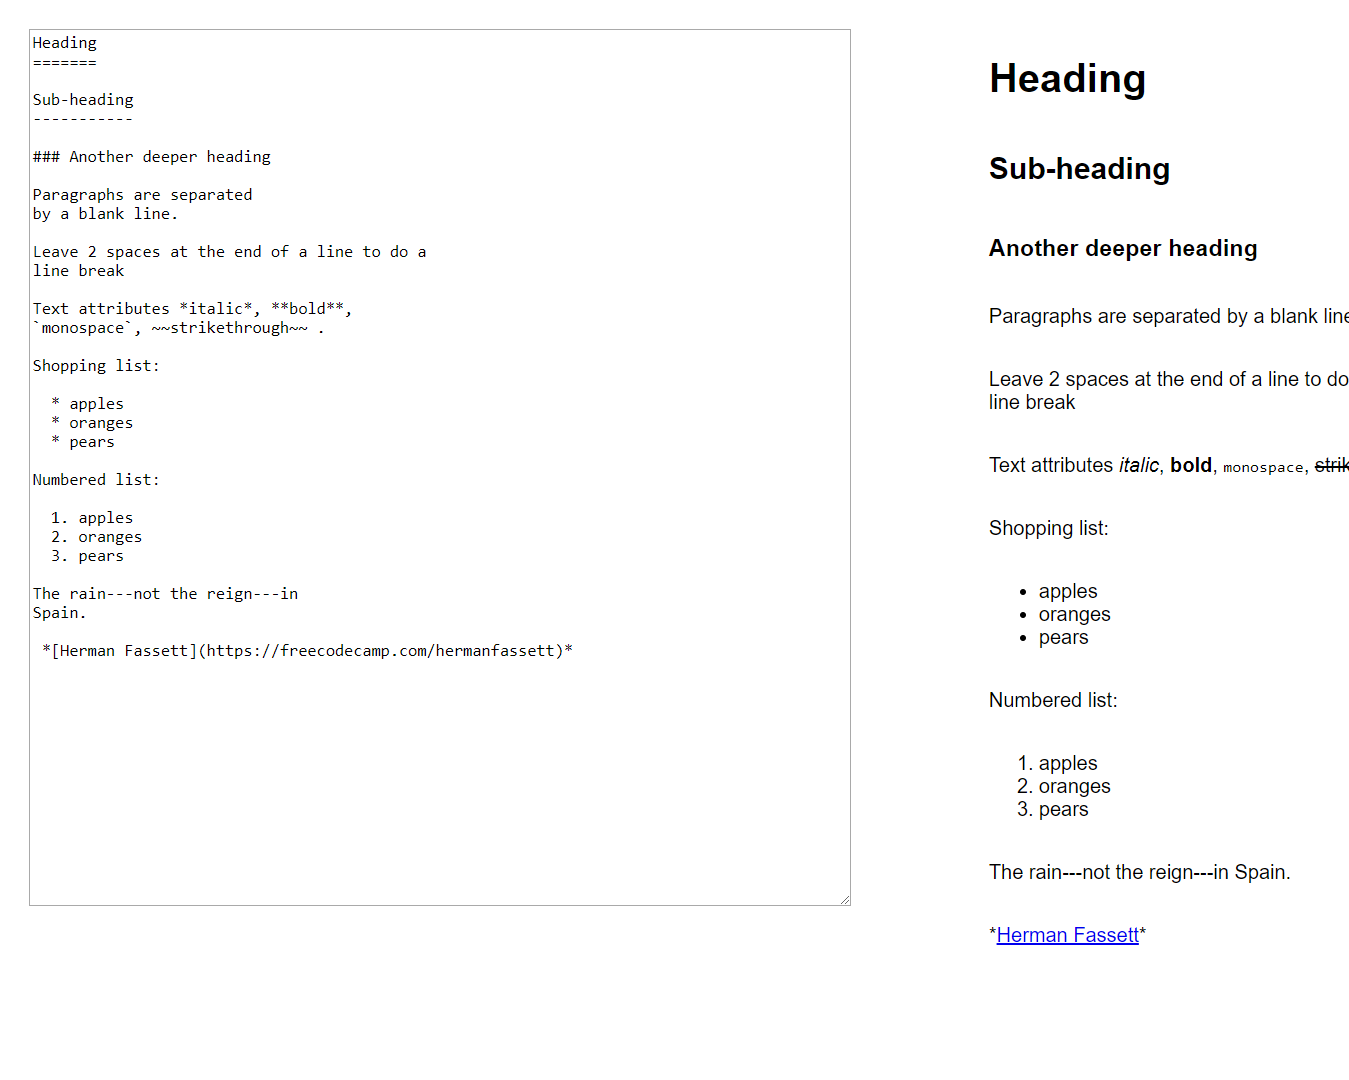 Heading
=======
Sub-heading
-----------
### Another deeper heading
Paragraphs are separated
by a blank line.
Leave 2 spaces at the end of a line to do a
line break
Text attributes *italic*, **bold**,
`monospace`, ~~strikethrough~~ .
Shopping list:
* apples
* oranges
* pears
Numbered list:
1. apples
2. oranges
3. pears
The rain---not the reign---in
Spain.
*[Herman Fassett](https://freecodecamp.com/hermanfassett)*
Heading
Sub-heading
Another deeper heading
Paragraphs are separated by a blank line
Leave 2 spaces at the end of a line to do
line break
Text attributes italic, bold, monospace, strik
Shopping list:
• apples
• oranges
• pears
Numbered list:
1. apples
2. oranges
3. pears
The rain---not the reign---in Spain.
*Herman Fassett*